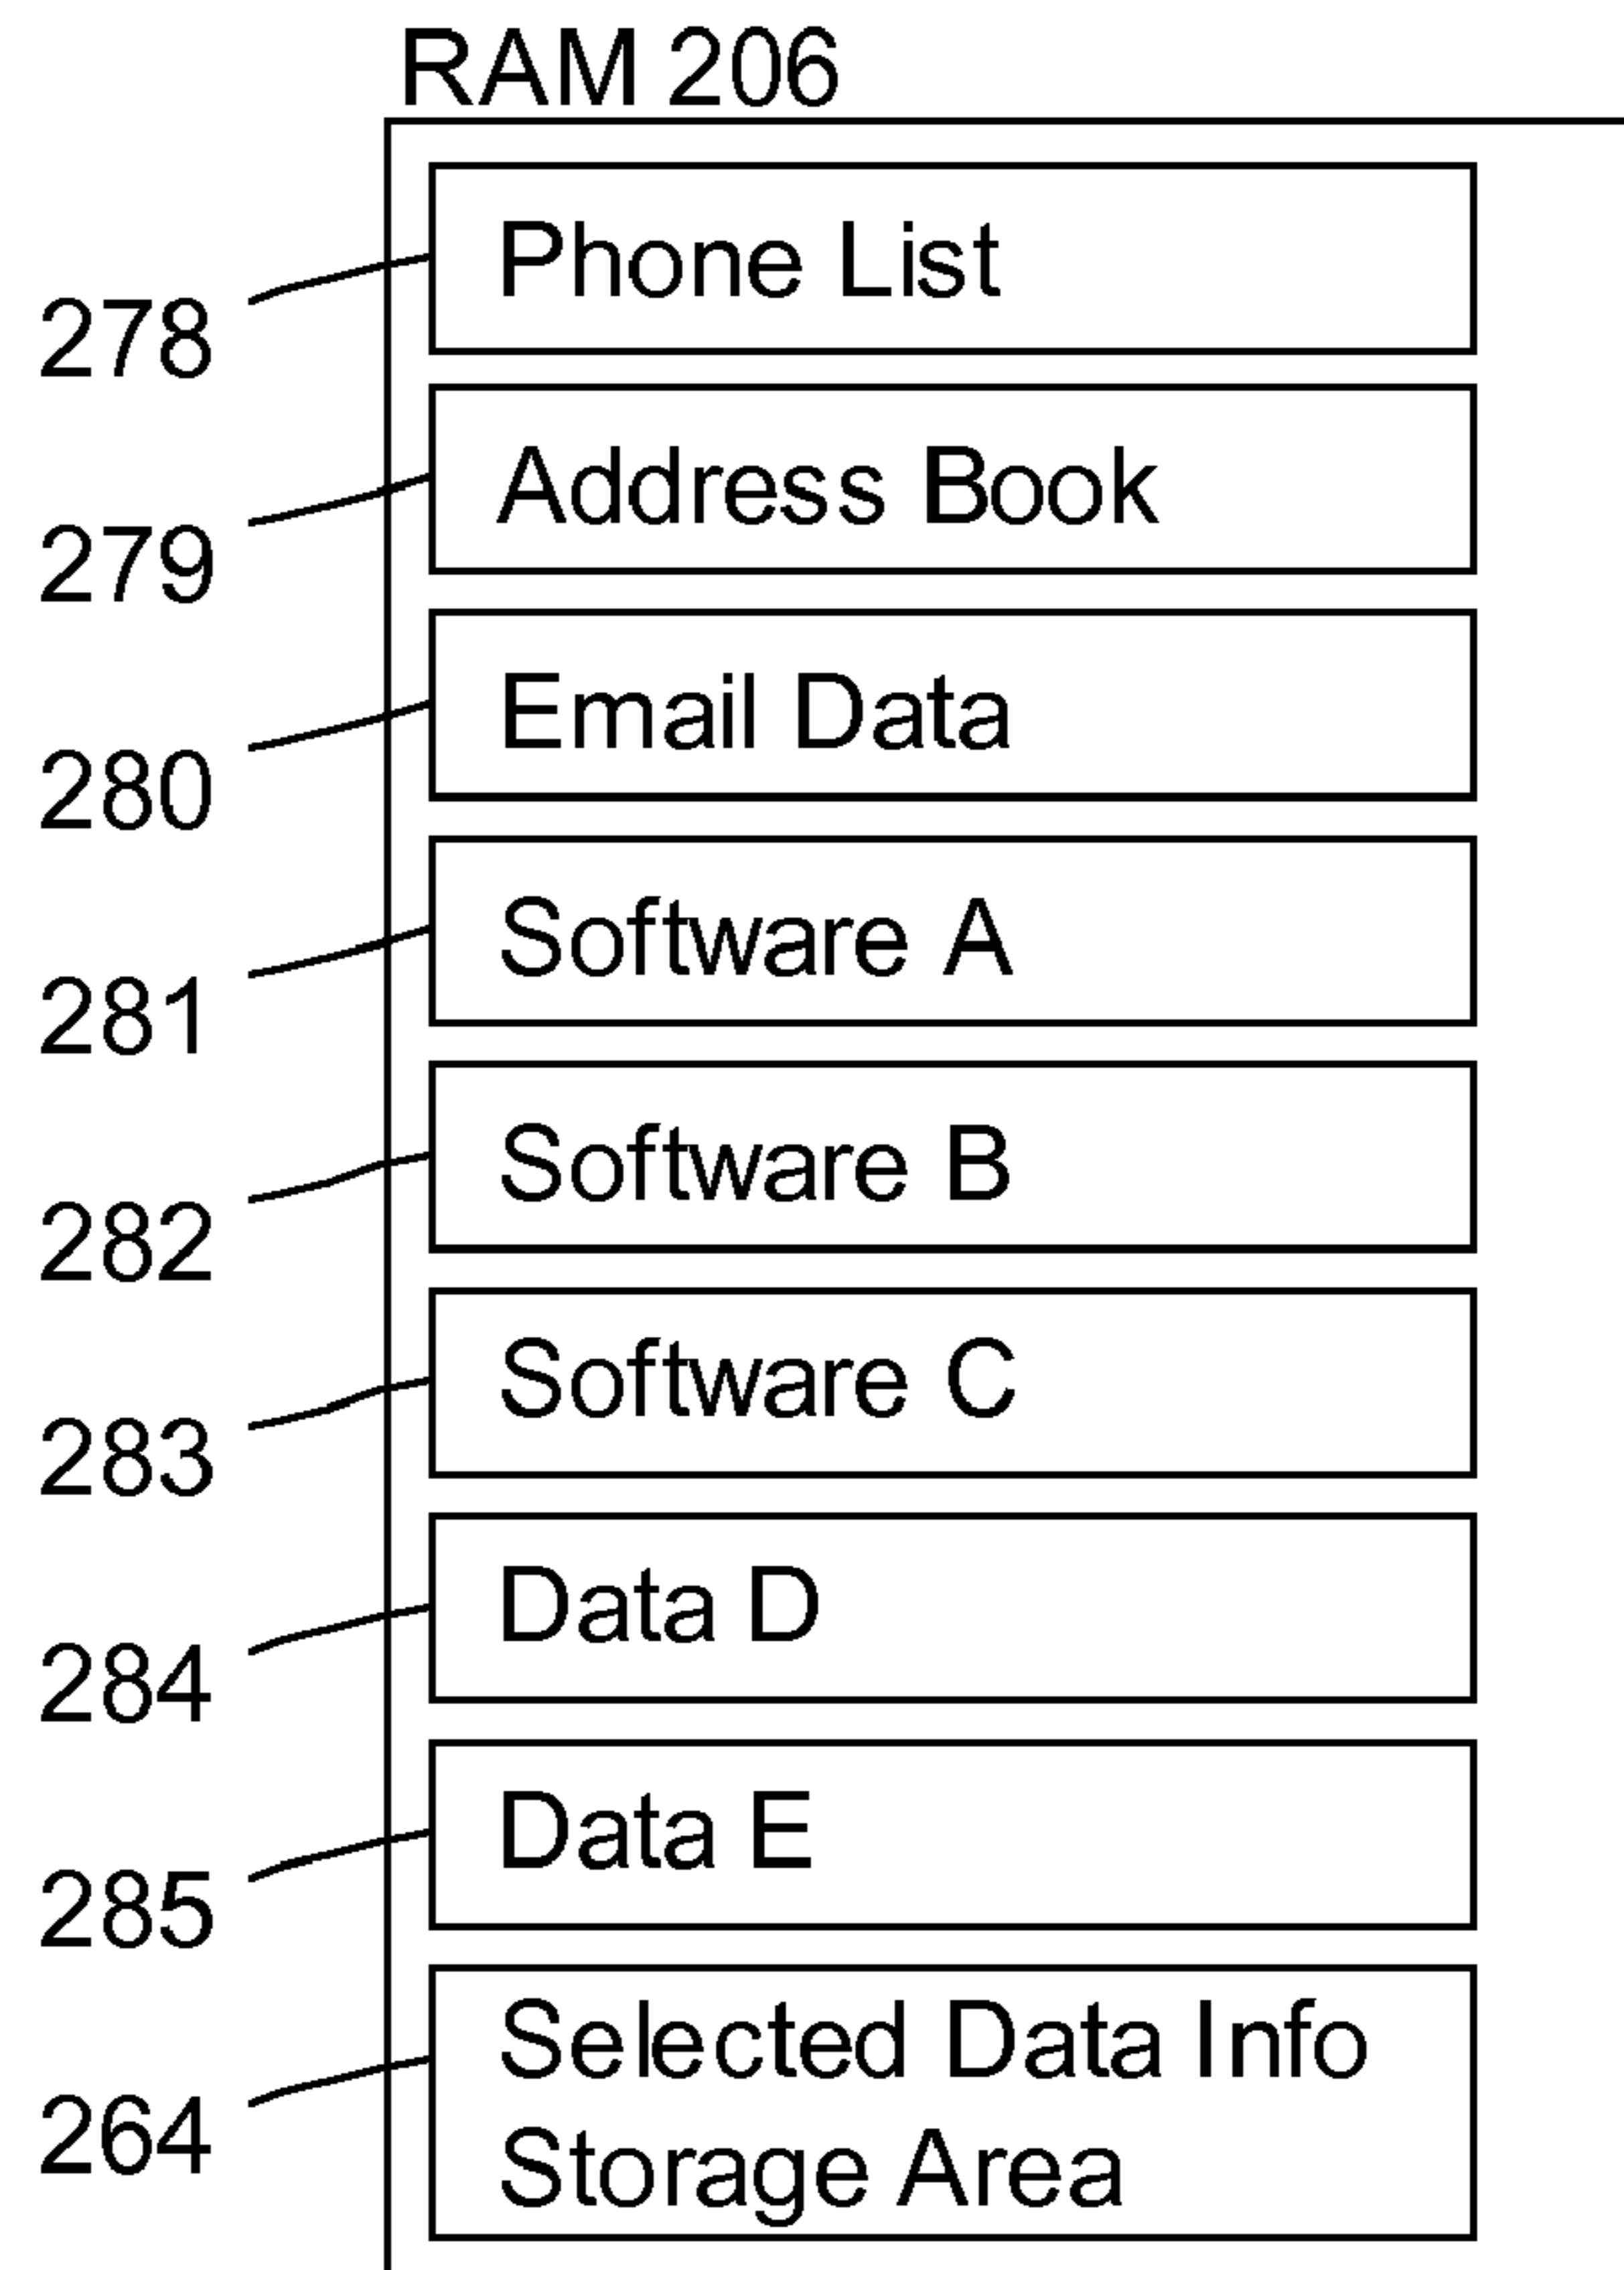 RAM 206
278 Phone List
279 Address Book
280 Email Data
281 Software A
282 Software B
283 Software C
284 Data D
285 Data E
264 Selected Data Info
Storage Area